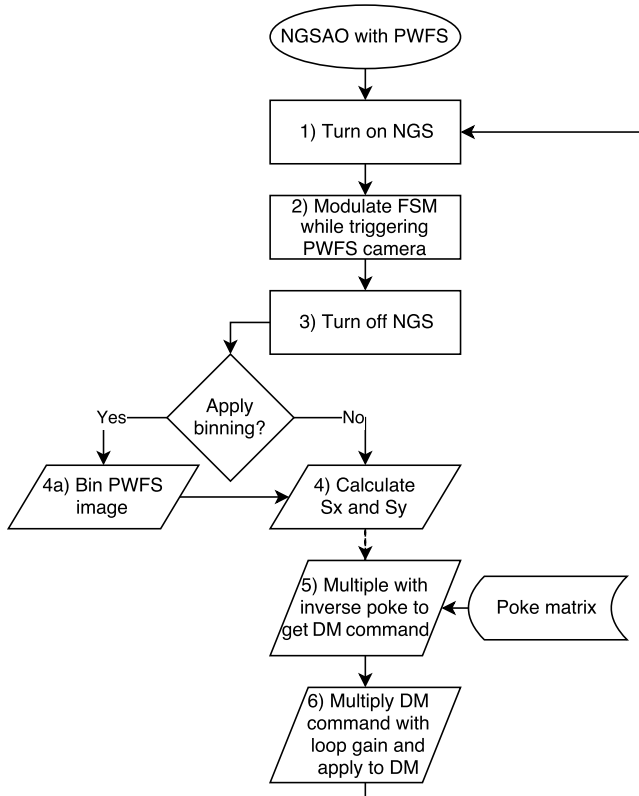 NGSAO with PWFS
1) Turn on NGS
2) Modulate FSM
while triggering
PWFS camera
3) Turn off NGS
Apply
binning?
Yes
No
4a) Bin PWFS
image
4) Calculate
Sx and Sy
5) Multiple with
inverse poke to
get DM command
Poke matrix
6) Multiply DM
command with
loop gain and
apply to DM